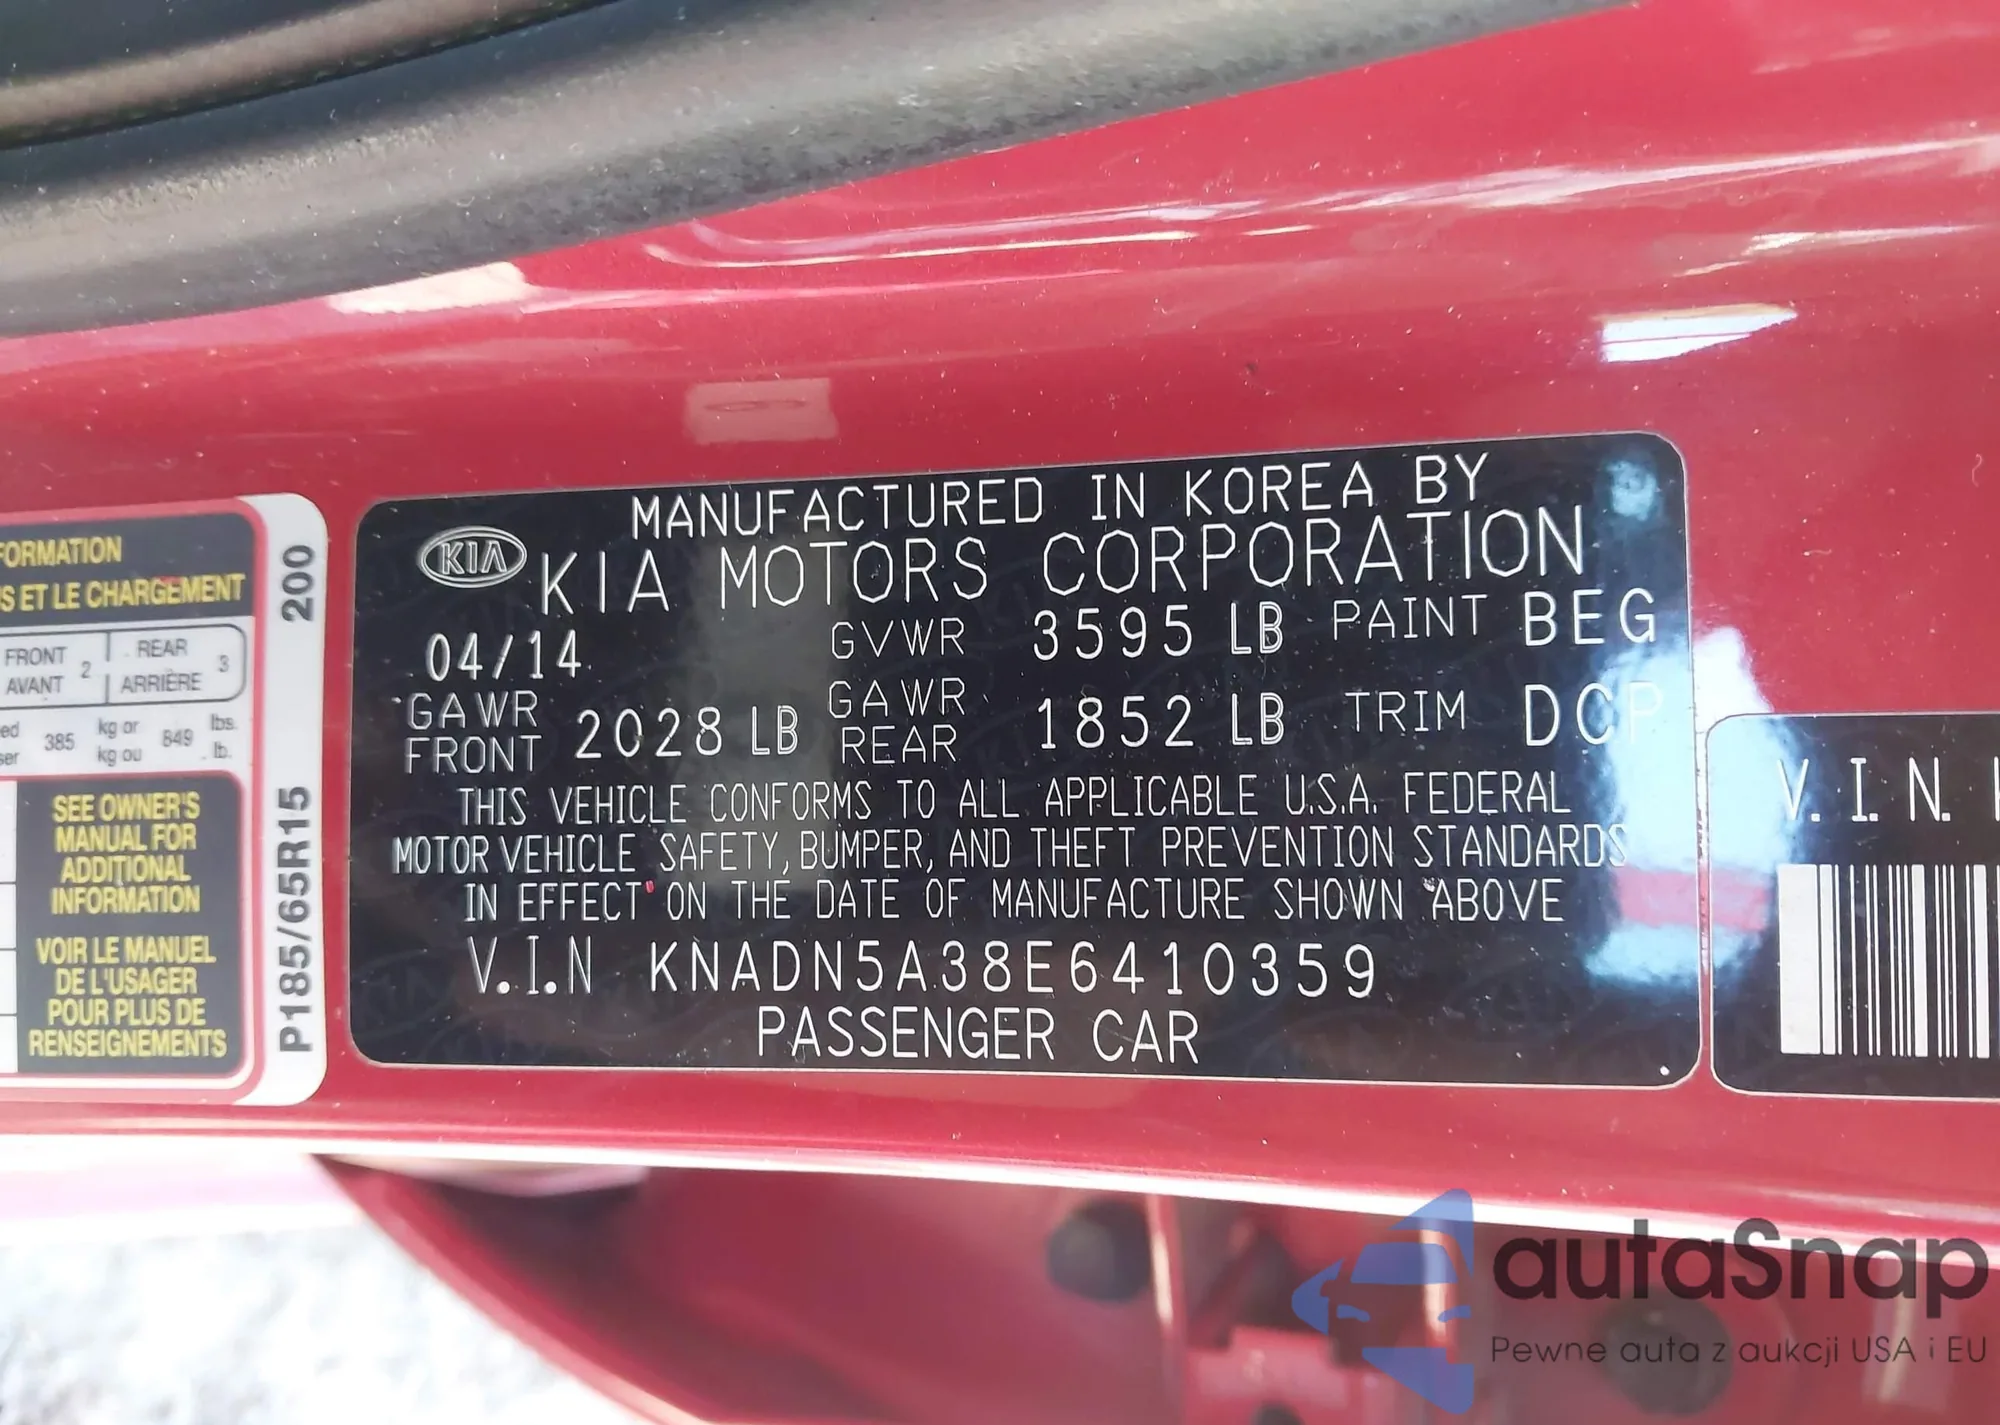 FORMATION
US ET LE CHARGEMENT
FRONT
AVANT 2
REAR
ARRIÈRE 3
385 kg or
kg ou 849 lbs.
lb.
SEE OWNER'S
MANUAL FOR
ADDITIONAL
INFORMATION
VOIR LE MANUEL
DE L'USAGER
POUR PLUS DE
RENSEIGNEMENTS
P185/65R15 200
MANUFACTURED IN KOREA BY
KIA KIA MOTORS CORPORATION
04/14 GVWR 3595 LB PAINT BEG
GAWR FRONT 2028 LB GAWR REAR 1852 LB TRIM DCP
THIS VEHICLE CONFORMS TO ALL APPLICABLE U.S.A. FEDERAL
MOTOR VEHICLE SAFETY, BUMPER, AND THEFT PREVENTION STANDARDS
IN EFFECT ON THE DATE OF MANUFACTURE SHOWN ABOVE
V.I.N KNADN5A38E6410359
PASSENGER CAR
V.I.N. K
autaSnap
Pewne auta z aukcji USA i EU